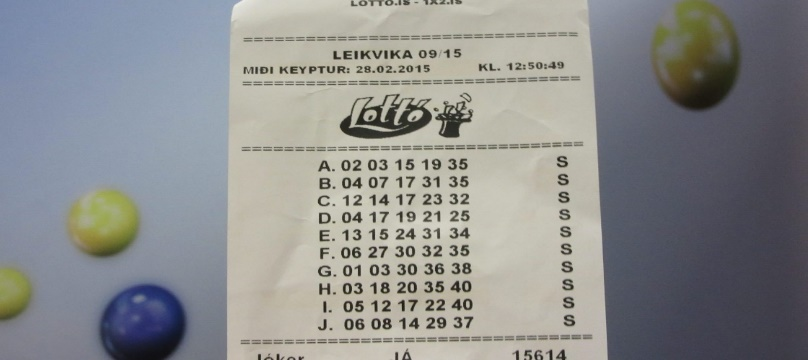 LOTTO.IS - 1X2.IS
==============================
LEIKVIKA 09/15
MIÐI KEYPTUR: 28.02.2015 KL. 12:50:49
==============================
Lottó
==============================
A. 02 03 15 19 35 S
B. 04 07 17 31 35 S
C. 12 14 17 23 32 S
D. 04 17 19 21 25 S
E. 13 15 24 31 34 S
F. 06 27 30 32 35 S
G. 01 03 30 36 38 S
H. 03 18 20 35 40 S
I. 05 12 17 22 40 S
J. 06 08 14 29 37 S
==============================
Jóker JÁ 15614